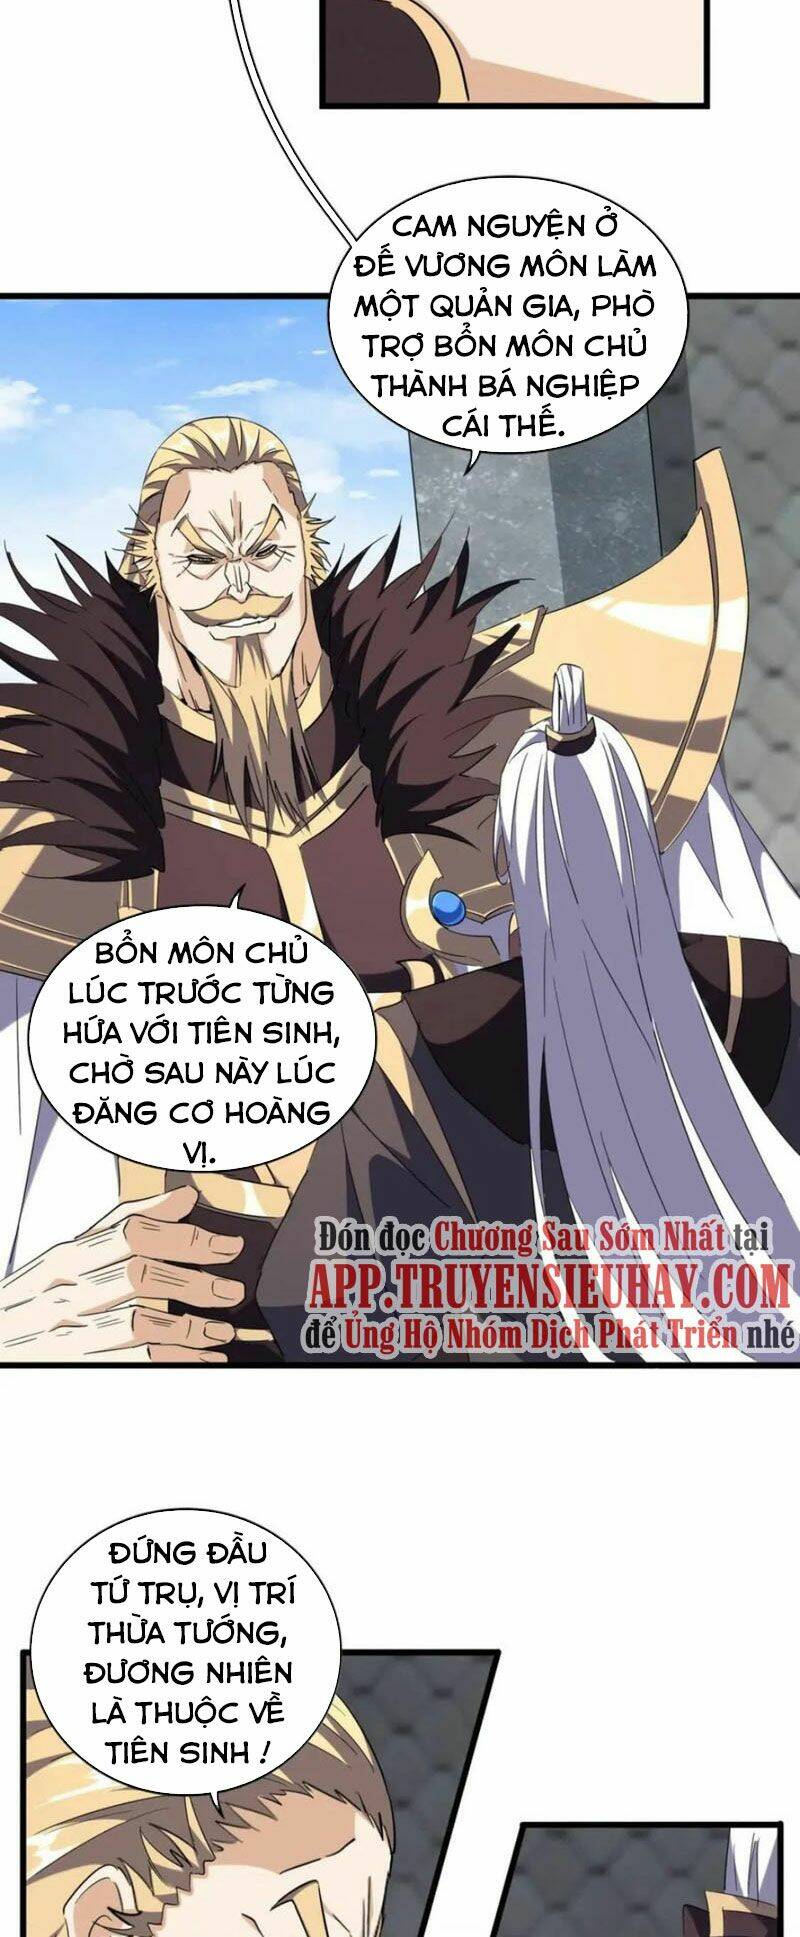 CAM NGUYỆN Ở
ĐẾ VƯƠNG MÔN LÀM
MỘT QUẢN GIA, PHÒ
TRỢ BỔN MÔN CHỦ
THÀNH BÁ NGHIỆP
CÁI THẾ.
BỔN MÔN CHỦ
LÚC TRƯỚC TỪNG
HỨA VỚI TIÊN SINH,
CHỜ SAU NÀY LÚC
ĐĂNG CƠ HOÀNG
VỊ.
Đón đọc Chương Sau Sớm Nhất tại
APP.TRUYENSIEUHAY.COM
để Ủng Hộ Nhóm Dịch Phát Triển nhé
ĐỨNG ĐẦU
TỨ TRỤ, VỊ TRÍ
THỪA TƯỚNG,
ĐƯƠNG NHIÊN
LÀ THUỘC VỀ
TIÊN SINH !